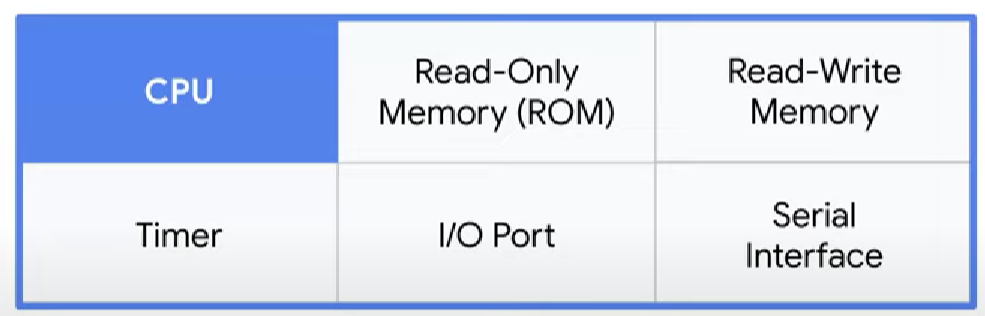 CPU
Read-Only
Memory (ROM)
Read-Write
Memory
Timer
I/O Port
Serial
Interface